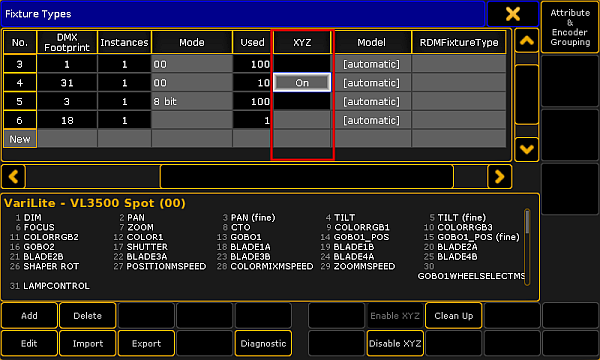 Fixture Types
Attribute & Encoder Grouping
No. DMX Footprint Instances Mode Used XYZ Model RDMFixtureType
3 1 1 00 100 [automatic]
4 31 1 00 10 On [automatic]
5 3 1 8 bit 100 [automatic]
6 18 1 1 [automatic]
New
VariLite - VL3500 Spot (00)
1 DIM 2 PAN 3 PAN (fine) 4 TILT 5 TILT (fine)
6 FOCUS 7 ZOOM 8 CTO 9 COLORRGB1 10 COLORRGB3
11 COLORRGB2 12 COLOR1 13 GOBO1 14 GOBO1_POS 15 GOBO1_POS (fine)
16 GOBO2 17 SHUTTER 18 BLADE1A 19 BLADE1B 20 BLADE2A
21 BLADE2B 22 BLADE3A 23 BLADE3B 24 BLADE4A 25 BLADE4B
26 SHAPER ROT 27 POSITIONMSPEED 28 COLORMIXMSPEED 29 ZOOMMSPEED 30 GOBO1WHEELSELECTMS
31 LAMPCONTROL
Add Delete Enable XYZ Clean Up
Edit Import Export Diagnostic Disable XYZ